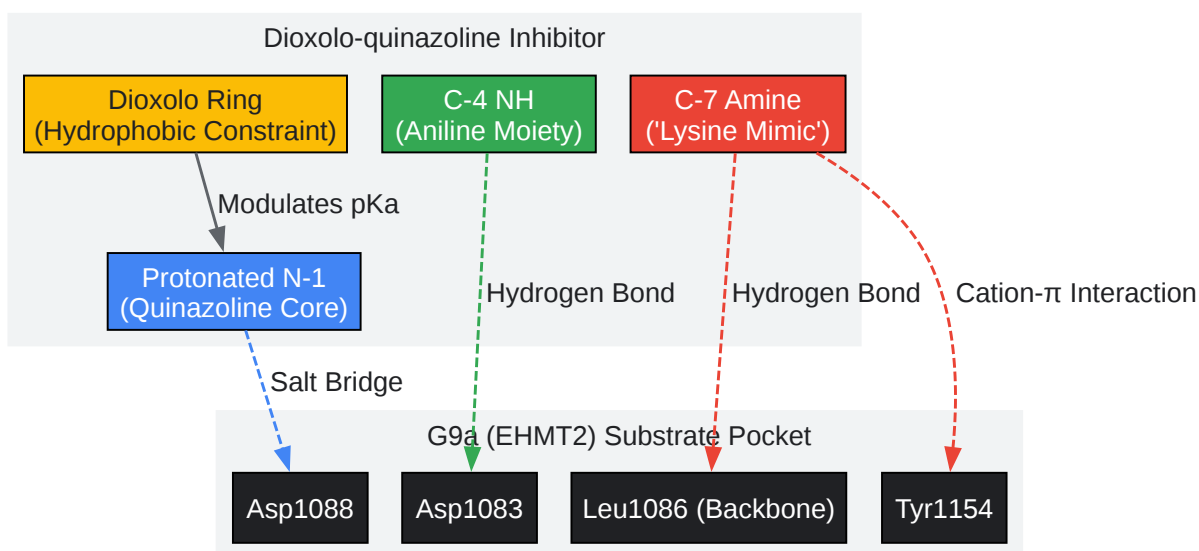 Dioxolo-quinazoline Inhibitor
Dioxolo Ring
(Hydrophobic Constraint)
C-4 NH
(Aniline Moiety)
C-7 Amine
('Lysine Mimic')
Modulates pKa
Protonated N-1
(Quinazoline Core)
Hydrogen Bond
Hydrogen Bond
Cation-π Interaction
Salt Bridge
G9a (EHMT2) Substrate Pocket
Asp1088
Asp1083
Leu1086 (Backbone)
Tyr1154